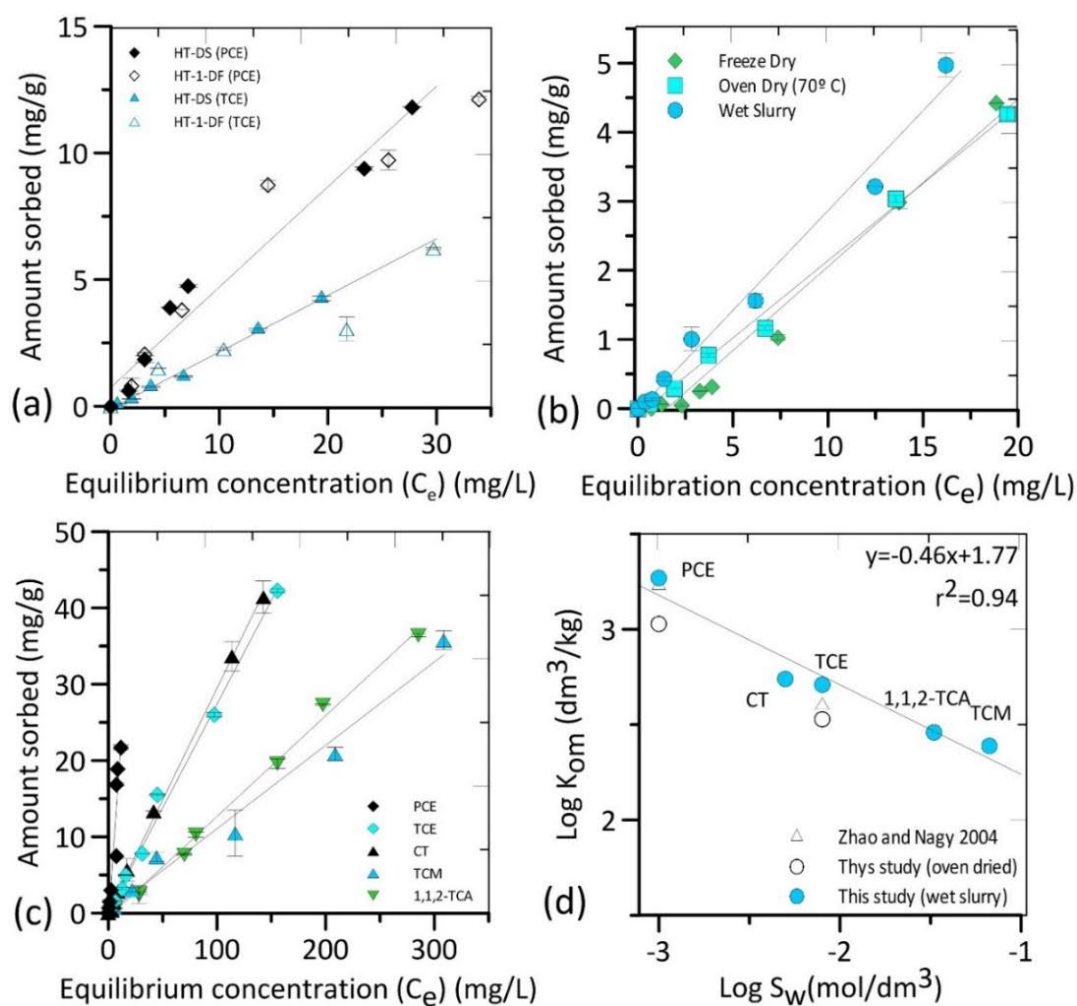 15
10
5
0
0 10 20 30
Amount sorbed (mg/g)
HT-DS (PCE)
HT-1-DF (PCE)
HT-DS (TCE)
HT-1-DF (TCE)
(a)
Equilibrium concentration (Ce) (mg/L)
5
4
3
2
1
0
0 5 10 15 20
Amount sorbed (mg/g)
Freeze Dry
Oven Dry (70º C)
Wet Slurry
(b)
Equilibration concentration (Ce) mg/L
50
40
30
20
10
0
0 100 200 300
Amount sorbed (mg/g)
PCE
TCE
CT
TCM
1,1,2-TCA
(c)
Equilibrium concentration (Ce) mg/L
3
2
-3 -2 -1
Log Kom (dm3/kg)
y=-0.46x+1.77
r2=0.94
PCE
TCE
CT
1,1,2-TCA
TCM
Zhao and Nagy 2004
Thys study (oven dried)
This study (wet slurry)
(d)
Log SW(mol/dm3)